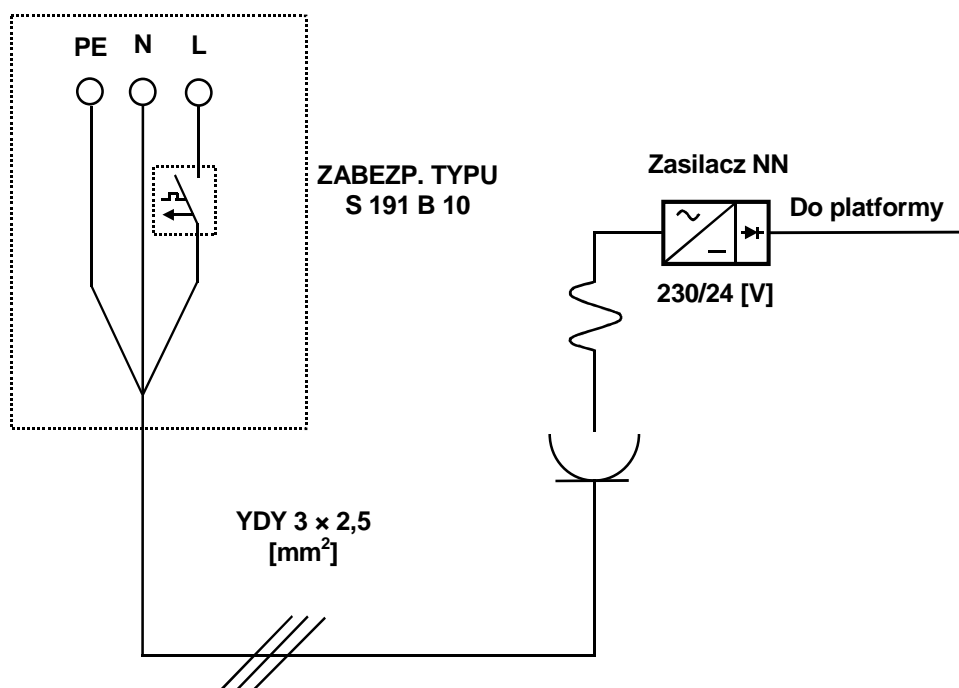 PE N L
ZABEZP. TYPU
S 191 B 10
Zasilacz NN
Do platformy
230/24 [V]
YDY 3 × 2,5
[mm²]